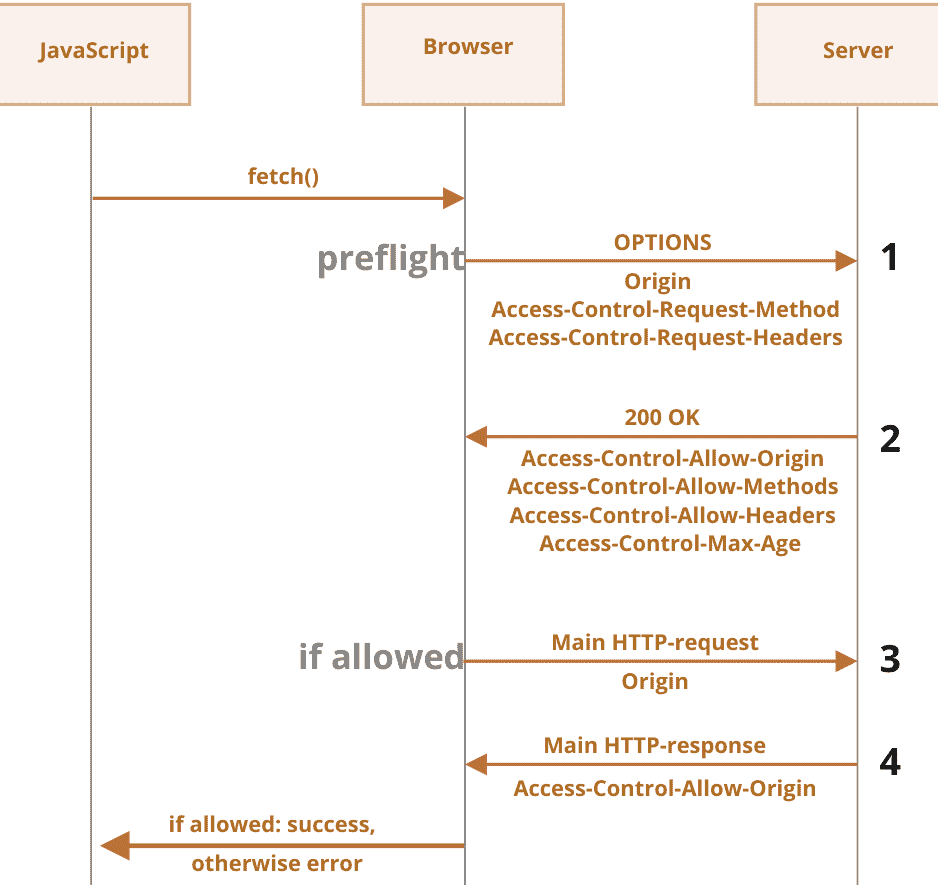 JavaScript
Browser
Server
fetch()
preflight
OPTIONS
1
Origin
Access-Control-Request-Method
Access-Control-Request-Headers
200 OK
2
Access-Control-Allow-Origin
Access-Control-Allow-Methods
Access-Control-Allow-Headers
Access-Control-Max-Age
if allowed
Main HTTP-request
3
Origin
Main HTTP-response
4
Access-Control-Allow-Origin
if allowed: success,
otherwise error